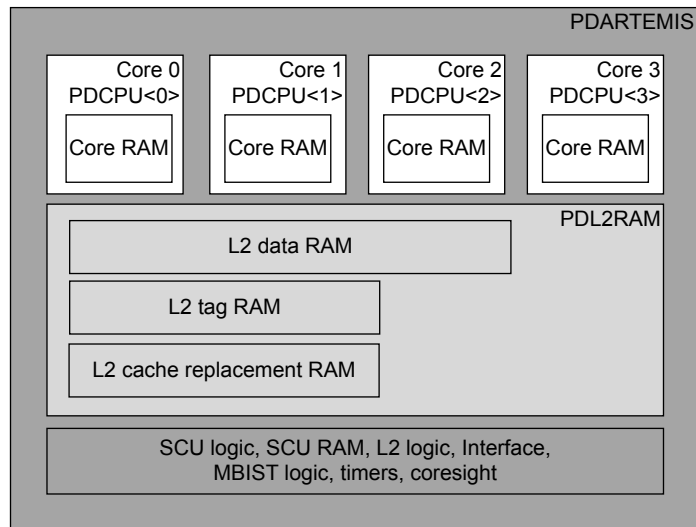 PDARTEMIS
Core 0
PDCPU<0>
Core RAM
Core 1
PDCPU<1>
Core RAM
Core 2
PDCPU<2>
Core RAM
Core 3
PDCPU<3>
Core RAM
PDL2RAM
L2 data RAM
L2 tag RAM
L2 cache replacement RAM
SCU logic, SCU RAM, L2 logic, Interface,
MBIST logic, timers, coresight